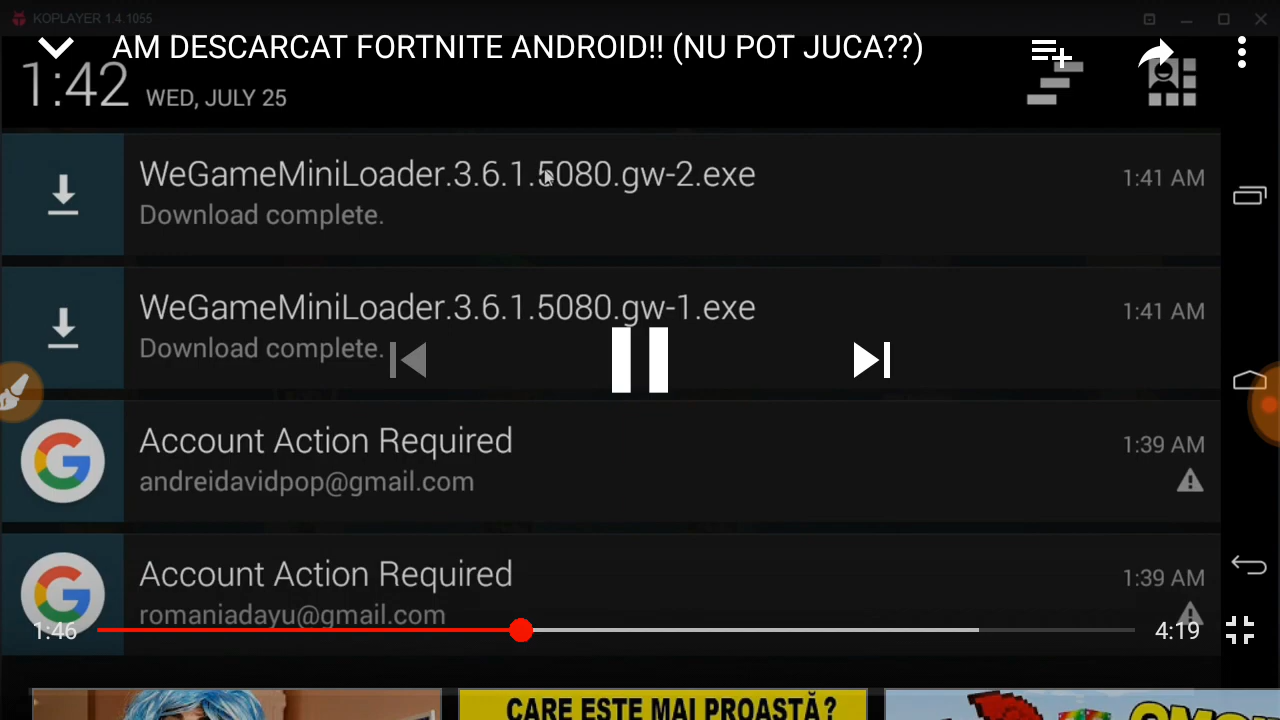 KOPLAYER 1.4.1055
AM DESCARCAT FORTNITE ANDROID!! (NU POT JUCA??)
1:42 WED, JULY 25
WeGameMiniLoader.3.6.1.5080.gw-2.exe 1:41 AM
Download complete.
WeGameMiniLoader.3.6.1.5080.gw-1.exe 1:41 AM
Download complete.
Account Action Required 1:39 AM
andreidavidpop@gmail.com
Account Action Required 1:39 AM
romaniadayu@gmail.com
1:46 4:19
CARE ESTE MAI PROASTĂ?